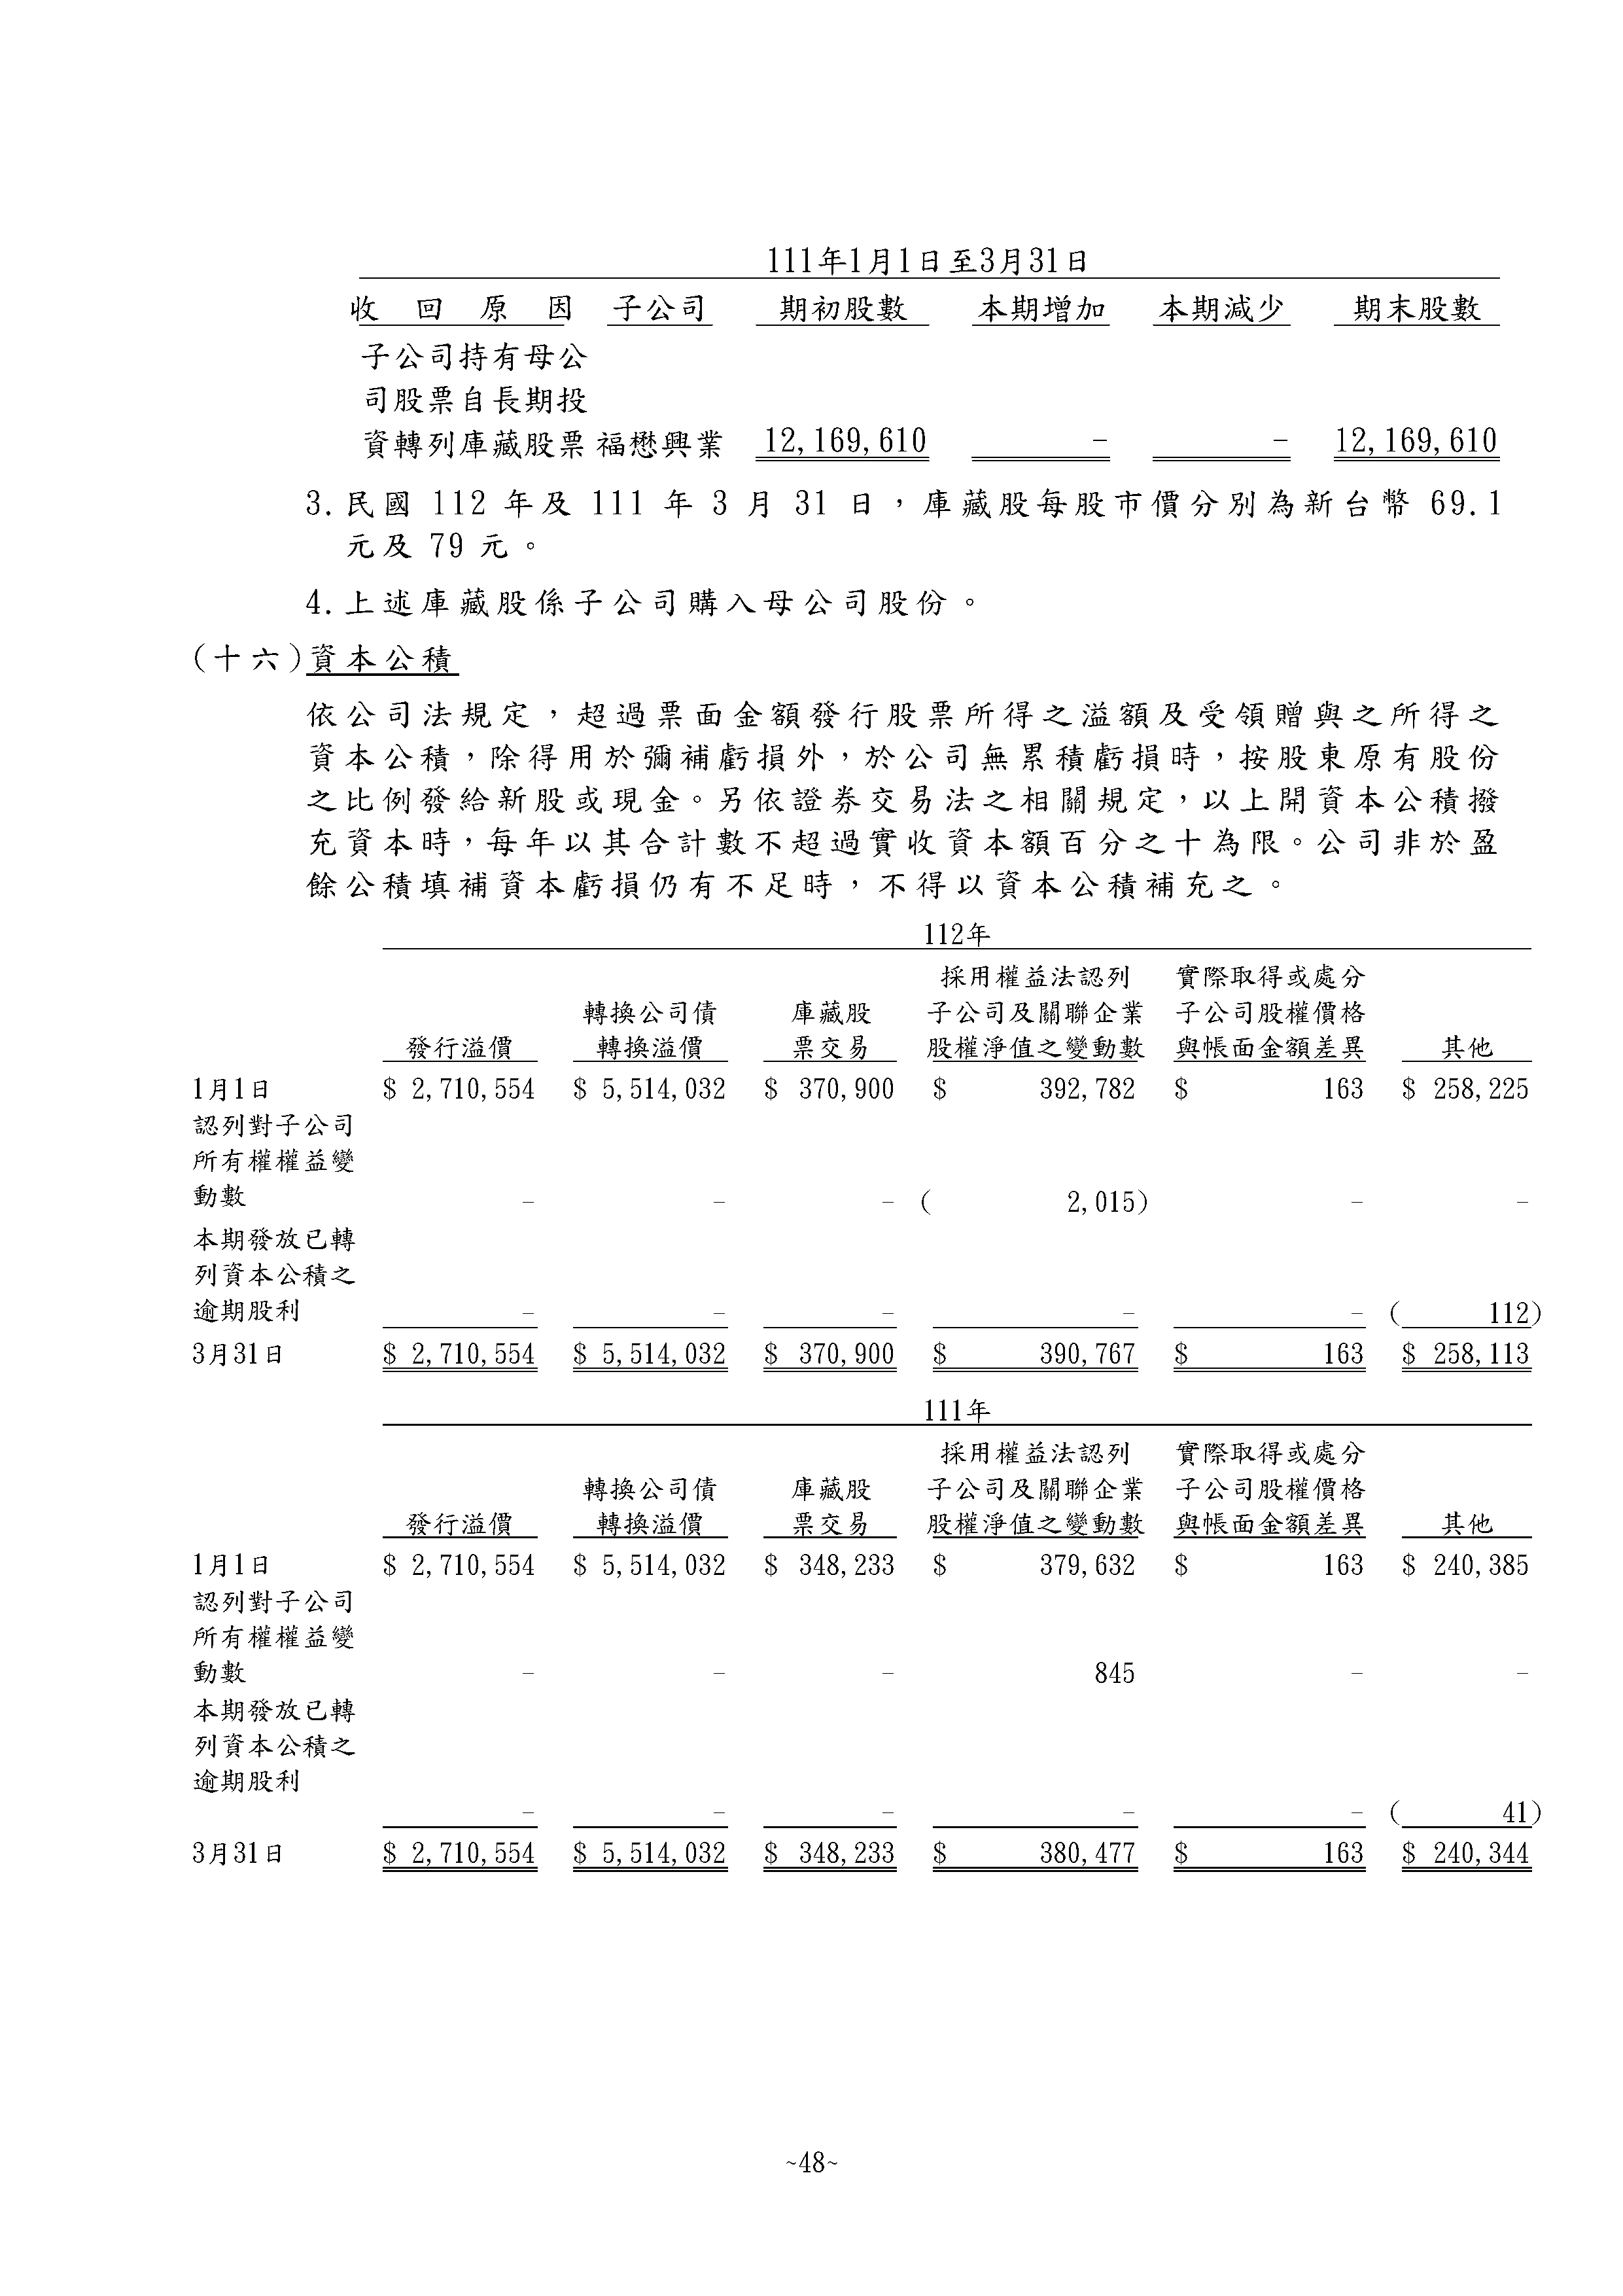 111年1月1日至3月31日
收 回 原 因 子公司 期初股數 本期增加 本期減少 期末股數
子公司持有母公
司股票自長期投
資轉列庫藏股票 福懋興業 12,169,610 － － 12,169,610
3.民國 112 年及 111 年 3 月 31 日，庫藏股每股市價分別為新台幣 69.1
元及 79 元。
4.上述庫藏股係子公司購入母公司股份。
(十六)資本公積
依公司法規定，超過票面金額發行股票所得之溢額及受領贈與之所得之
資本公積，除得用於彌補虧損外，於公司無累積虧損時，按股東原有股份
之比例發給新股或現金。另依證券交易法之相關規定，以上開資本公積撥
充資本時，每年以其合計數不超過實收資本額百分之十為限。公司非於盈
餘公積填補資本虧損仍有不足時，不得以資本公積補充之。
112年
採用權益法認列 實際取得或處分
轉換公司債 庫藏股 子公司及關聯企業 子公司股權價格
發行溢價 轉換溢價 票交易 股權淨值之變動數 與帳面金額差異 其他
1月1日 $ 2,710,554 $ 5,514,032 $ 370,900 $ 392,782 $ 163 $ 258,225
認列對子公司
所有權權益變
動數 － － － ( 2,015) － －
本期發放已轉
列資本公積之
逾期股利 － － － － － ( 112)
3月31日 $ 2,710,554 $ 5,514,032 $ 370,900 $ 390,767 $ 163 $ 258,113
111年
採用權益法認列 實際取得或處分
轉換公司債 庫藏股 子公司及關聯企業 子公司股權價格
發行溢價 轉換溢價 票交易 股權淨值之變動數 與帳面金額差異 其他
1月1日 $ 2,710,554 $ 5,514,032 $ 348,233 $ 379,632 $ 163 $ 240,385
認列對子公司
所有權權益變
動數 － － － 845 － －
本期發放已轉
列資本公積之
逾期股利
－ － － － － ( 41)
3月31日 $ 2,710,554 $ 5,514,032 $ 348,233 $ 380,477 $ 163 $ 240,344
~48~